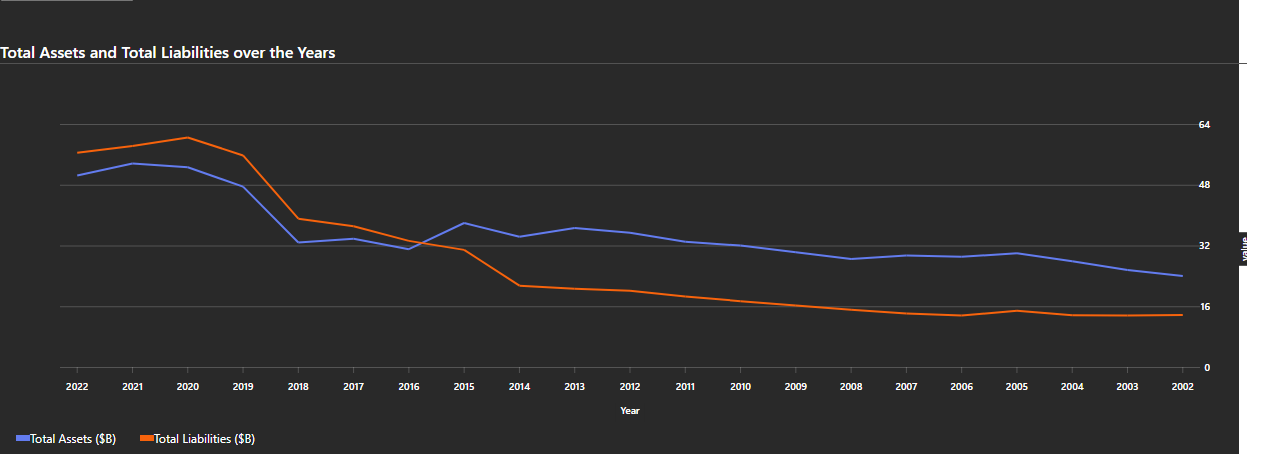 Total Assets and Total Liabilities over the Years
64
48
32
16
0
value
2022 2021 2020 2019 2018 2017 2016 2015 2014 2013 2012 2011 2010 2009 2008 2007 2006 2005 2004 2003 2002
Year
Total Assets ($B) Total Liabilities ($B)